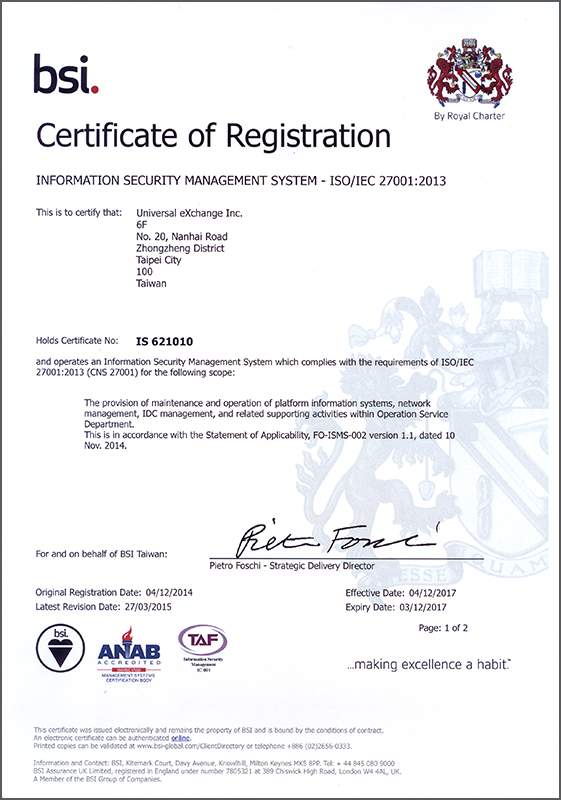 bsi.
By Royal Charter
Certificate of Registration
INFORMATION SECURITY MANAGEMENT SYSTEM - ISO/IEC 27001:2013
This is to certify that: Universal eXchange Inc.
6F
No. 20, Nanhai Road
Zhongzheng District
Taipei City
100
Taiwan
Holds Certificate No: IS 621010
and operates an Information Security Management System which complies with the requirements of ISO/IEC
27001:2013 (CNS 27001) for the following scope:
The provision of maintenance and operation of platform information systems, network
management, IDC management, and related supporting activities within Operation Service
Department.
This is in accordance with the Statement of Applicability, FO-ISMS-002 version 1.1, dated 10
Nov. 2014.
Pietro Foschi
For and on behalf of BSI Taiwan:
Pietro Foschi - Strategic Delivery Director
ESSE QUAM
Original Registration Date: 04/12/2014 Effective Date: 04/12/2017
Latest Revision Date: 27/03/2015 Expiry Date: 03/12/2017
Page: 1 of 2
bsi.
ANAB
ACCREDITED
MANAGEMENT SYSTEMS
CERTIFICATION BODY
TAF
Information Security
Management
...making excellence a habit.™
This certificate was issued electronically and remains the property of BSI and is bound by the conditions of contract.
An electronic certificate can be authenticated online.
Printed copies can be validated at www.bsi-global.com/ClientDirectory or telephone +886 (02)2656-0333.
Information and Contact: BSI, Kitemark Court, Davy Avenue, Knowlhill, Milton Keynes MK5 8PP. Tel: + 44 845 080 9000
BSI Assurance UK Limited, registered in England under number 7805321 at 389 Chiswick High Road, London W4 4AL, UK.
A Member of the BSI Group of Companies.